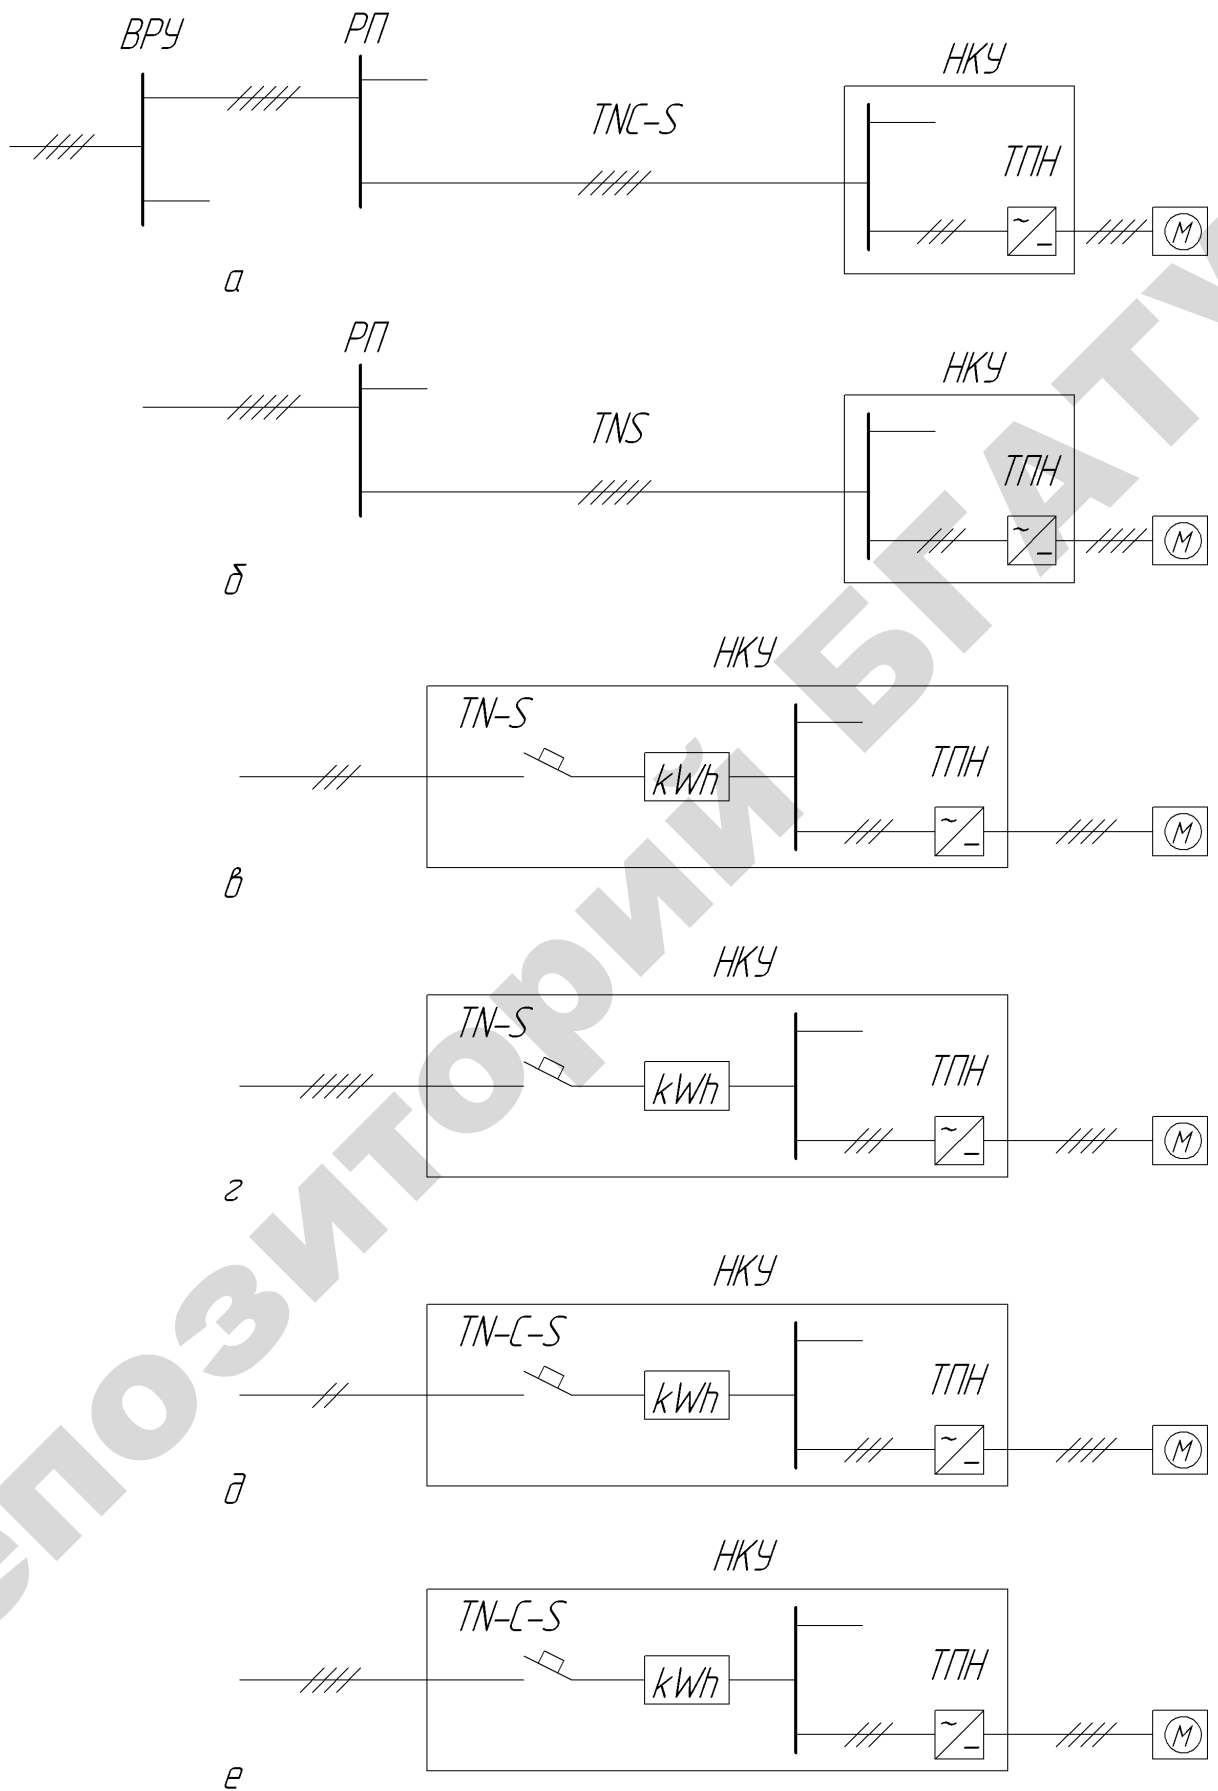 ВРУ РП НКУ
TNC-S
ТПН
M
а
РП НКУ
TNS
ТПН
M
б
НКУ
TN-S
ТПН
kWh
M
в
НКУ
TN-S
ТПН
kWh
M
г
НКУ
TN-C-S
ТПН
kWh
M
д
НКУ
TN-C-S
ТПН
kWh
M
е
епозиторий БГАТУ